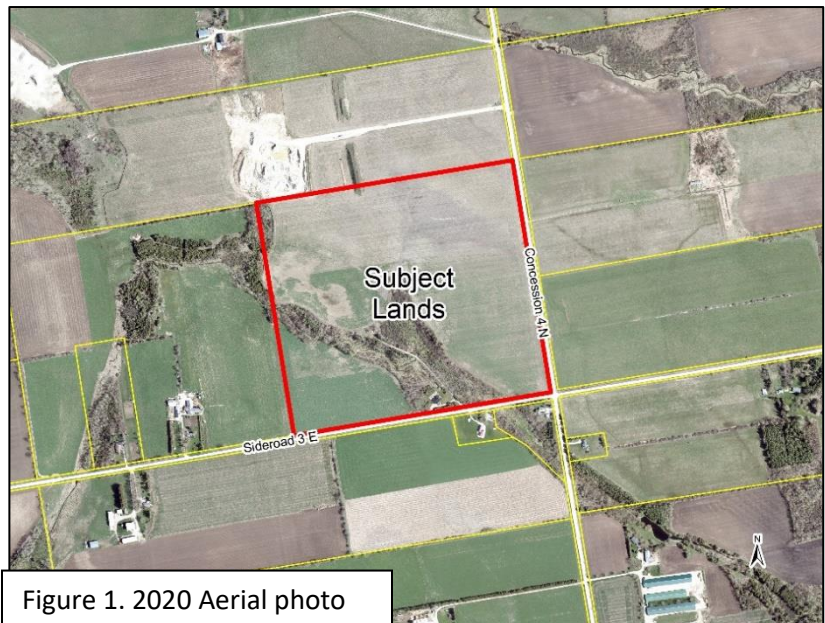 Subject
Lands
Concession 4 N
Sideroad 3 E
N
Figure 1. 2020 Aerial photo